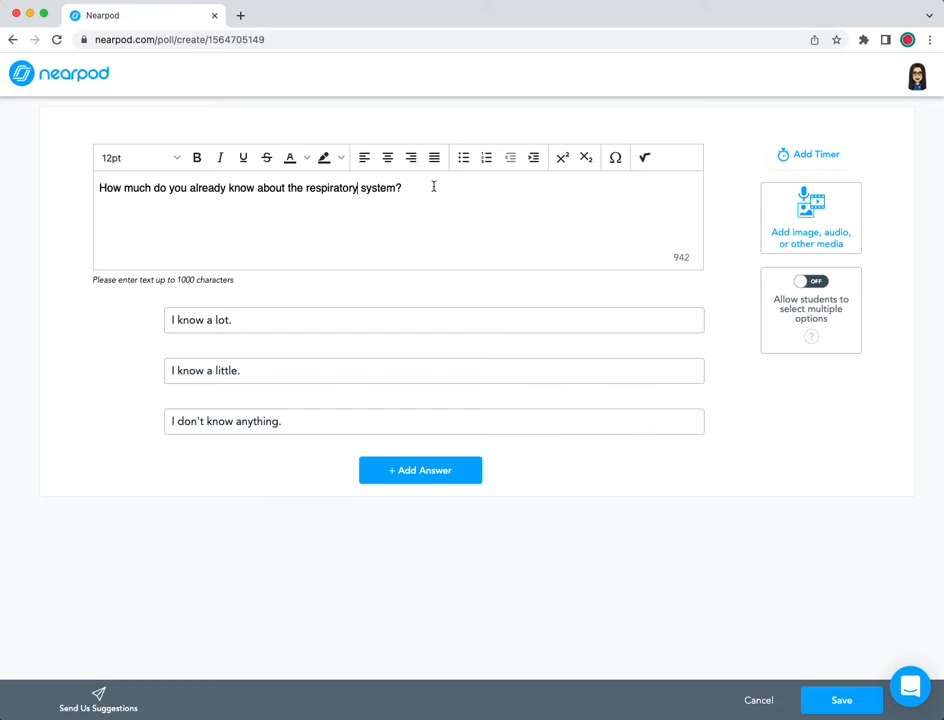 Nearpod
nearpod.com/poll/create/1564705149
nearpod
12pt
B I U S A
X² X₂ Ω √
Add Timer
How much do you already know about the respiratory system?
Add image, audio,
or other media
942
Please enter text up to 1000 characters
OFF
Allow students to
select multiple
options
?
I know a lot.
I know a little.
I don't know anything.
+ Add Answer
Send Us Suggestions
Cancel
Save